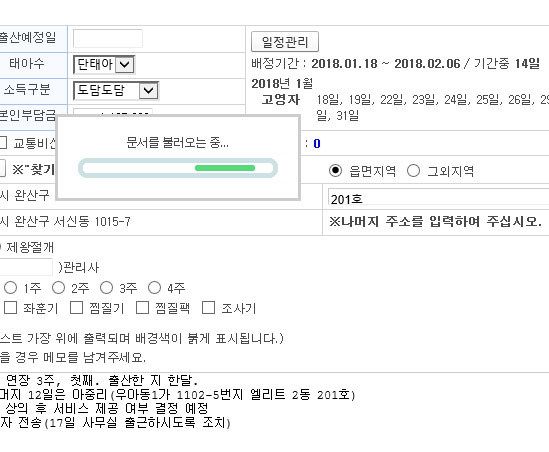 출산예정일
일정관리
태아수 단태아
배정기간 : 2018.01.18 ~ 2018.02.06 / 기간중 14일
소득구분 도담도담
2018년 1월
고영자 18일, 19일, 22일, 23일, 24일, 25일, 26일, 29
일, 31일
본인부담금
문서를 불러오는 중...
교통비
: 0
※"찾기
읍면지역 그외지역
시 완산구
201호
시 완산구 서신동 1015-7
※나머지 주소를 입력하여 주십시오.
제왕절개
)관리사
1주 2주 3주 4주
좌훈기 찜질기 찜질팩 조사기
스트 가장 위에 출력되며 배경색이 붉게 표시됩니다.)
을 경우 메모를 남겨주세요.
연장 3주, 첫째. 출산한 지 한달.
머지 12일은 아중리(우아동1가 1102-5번지 엘리트 2동 201호)
상의 후 서비스 제공 여부 결정 예정
자 전송(17일 사무실 출근하시도록 조치)